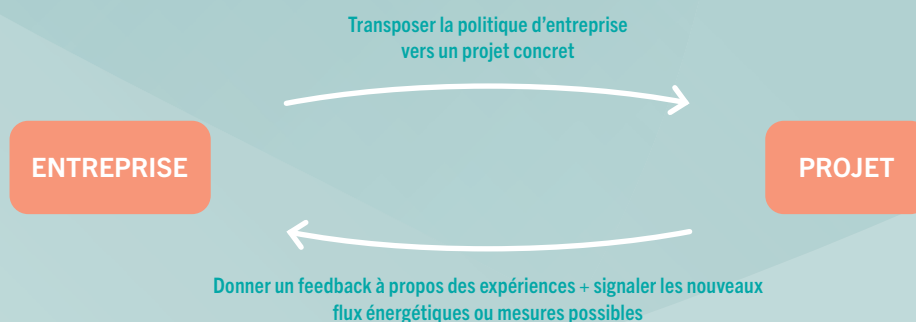 Transposer la politique d'entreprise
vers un projet concret
ENTREPRISE
PROJET
Donner un feedback à propos des expériences + signaler les nouveaux
flux énergétiques ou mesures possibles